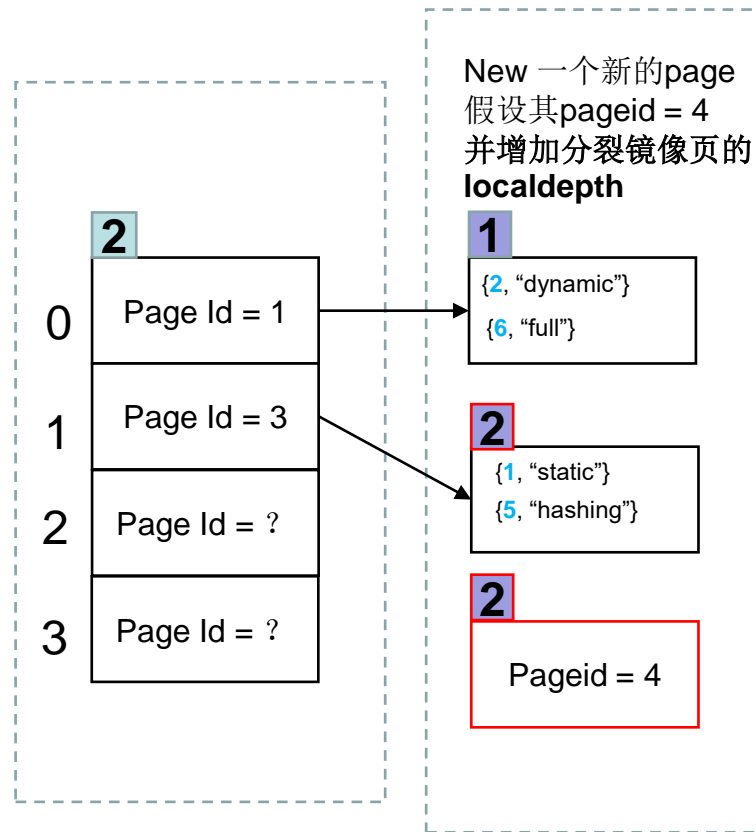 New 一个新的page
假设其pageid = 4
并增加分裂镜像页的
localdepth
2
0
Page Id = 1
1
Page Id = 3
2
Page Id = ？
3
Page Id = ？
1
{2, “dynamic”}
{6, “full”}
2
{1, “static”}
{5, “hashing”}
2
Pageid = 4